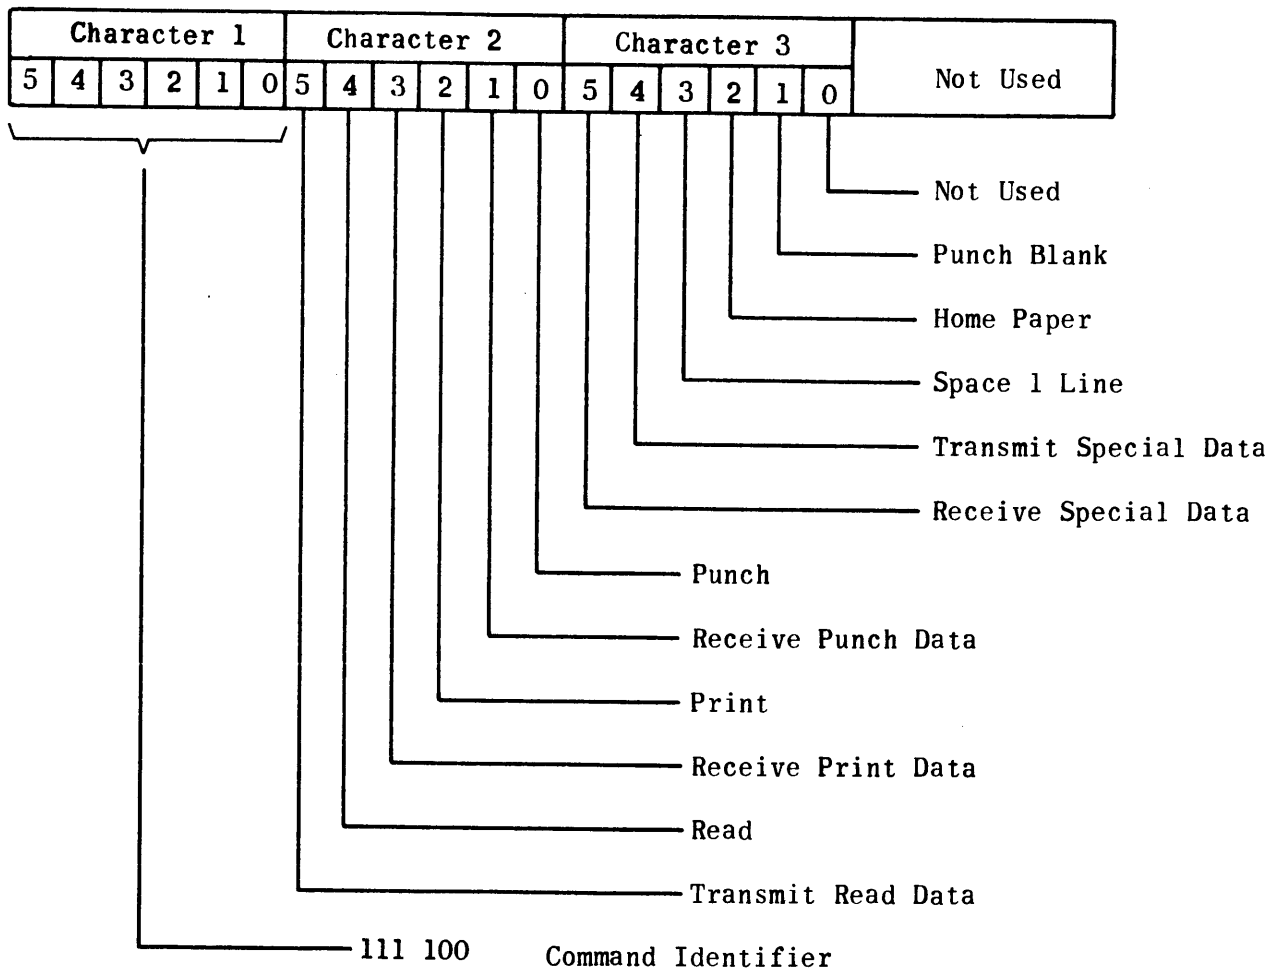 Character 1 Character 2 Character 3
5 4 3 2 1 0 5 4 3 2 1 0 5 4 3 2 1 0 Not Used
Not Used
Punch Blank
Home Paper
Space 1 Line
Transmit Special Data
Receive Special Data
Punch
Receive Punch Data
Print
Receive Print Data
Read
Transmit Read Data
111 100 Command Identifier